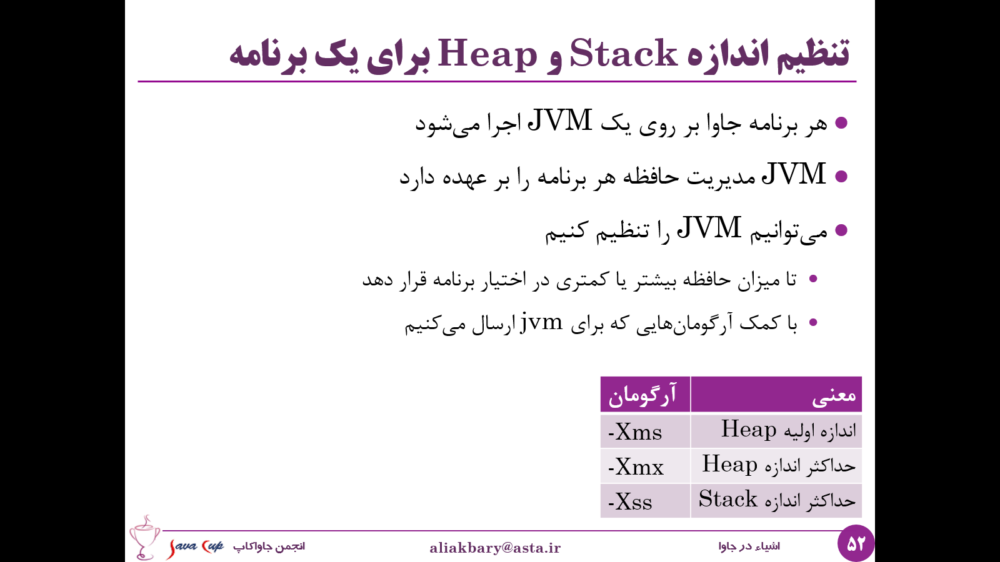 تنظیم اندازه Stack و Heap برای یک برنامه
هر برنامه جاوا بر روی یک JVM اجرا می‌شود
JVM مدیریت حافظه هر برنامه را بر عهده دارد
می‌توانیم JVM را تنظیم کنیم
تا میزان حافظه بیشتر یا کمتری در اختیار برنامه قرار دهد
با کمک آرگومان‌هایی که برای jvm ارسال می‌کنیم
معنی آرگومان
اندازه اولیه Heap -Xms
حداکثر اندازه Heap -Xmx
حداکثر اندازه Stack -Xss
۵۲ اشیاء در جاوا aliakbary@asta.ir انجمن جاواکاپ Java Cup